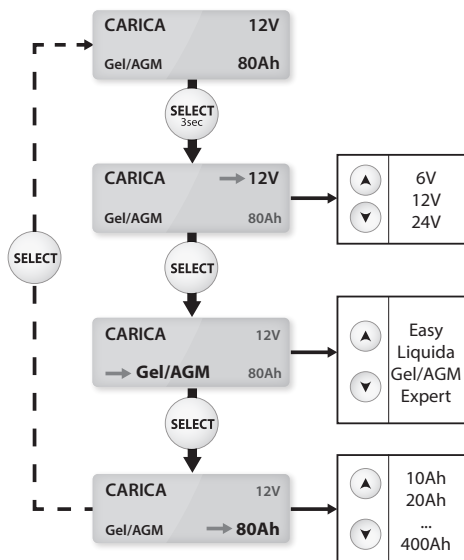 CARICA 12V
Gel/AGM 80Ah
SELECT
3sec
CARICA 12V
Gel/AGM 80Ah
6V
12V
24V
SELECT
SELECT
CARICA 12V
Gel/AGM 80Ah
Easy
Liquida
Gel/AGM
Expert
SELECT
CARICA 12V
Gel/AGM 80Ah
10Ah
20Ah
...
400Ah